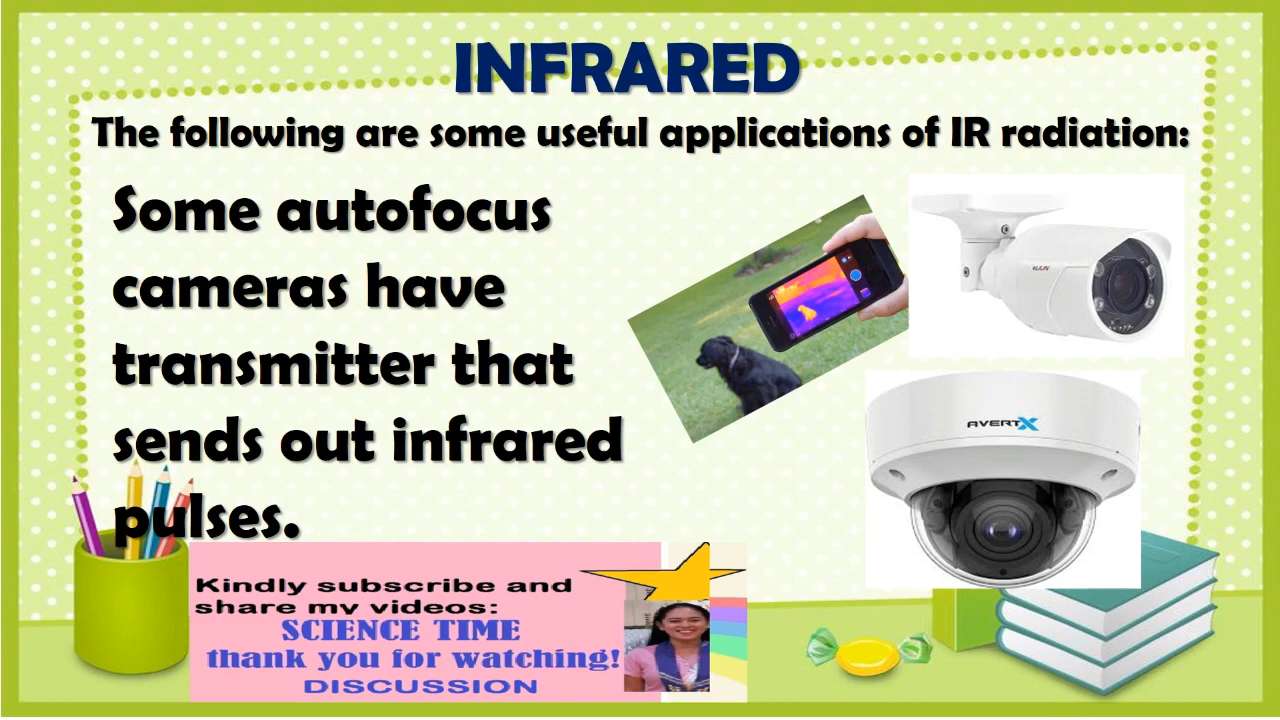 INFRARED
The following are some useful applications of IR radiation:
Some autofocus
cameras have
transmitter that
sends out infrared
pulses.
AVERTX
Kindly subscribe and
share my videos:
SCIENCE TIME
thank you for watching!
DISCUSSION